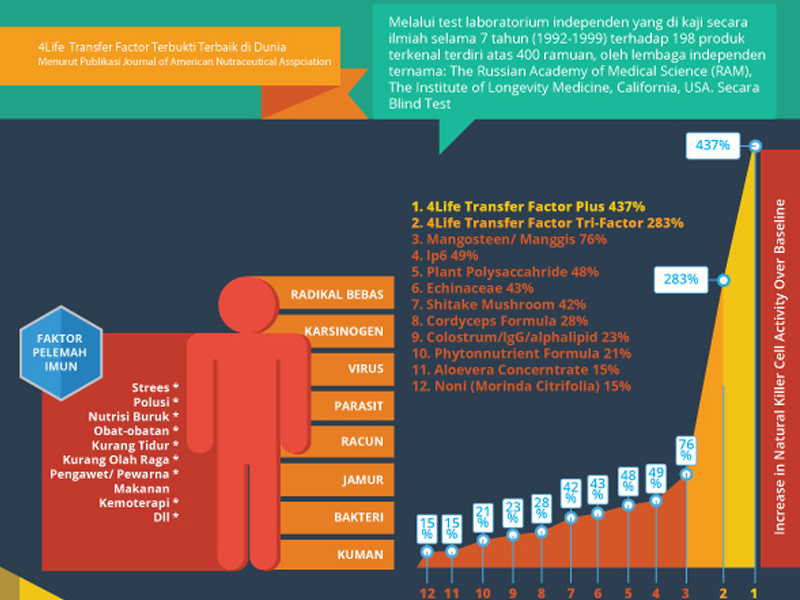 4Life Transfer Factor Terbukti Terbaik di Dunia
Menurut Publikasi Journal of American Nutraceutical Asspciation
Melalui test laboratorium independen yang di kaji secara
ilmiah selama 7 tahun (1992-1999) terhadap 198 produk
terkenal terdiri atas 400 ramuan, oleh lembaga independen
ternama: The Russian Academy of Medical Science (RAM),
The Institute of Longevity Medicine, California, USA. Secara
Blind Test
437%
1. 4Life Transfer Factor Plus 437%
2. 4Life Transfer Factor Tri-Factor 283%
3. Mangosteen/ Manggis 76%
4. Ip6 49%
5. Plant Polysaccahride 48%
6. Echinaceae 43%
7. Shitake Mushroom 42%
8. Cordyceps Formula 28%
9. Colostrum/IgG/alphalipid 23%
10. Phytonnutrient Formula 21%
11. Aloevera Concerntrate 15%
12. Noni (Morinda Citrifolia) 15%
283%
Increase in Natural Killer Cell Activity Over Baseline
FAKTOR
PELEMAH
IMUN
Strees *
Polusi *
Nutrisi Buruk *
Obat-obatan *
Kurang Tidur *
Kurang Olah Raga *
Pengawet/ Pewarna *
Makanan
Kemoterapi *
Dll *
RADIKAL BEBAS
KARSINOGEN
VIRUS
PARASIT
RACUN
JAMUR
BAKTERI
KUMAN
15
%
15
%
21
%
23
%
28
%
42
%
43
%
48
%
49
%
76
%
12 11 10 9 8 7 6 5 4 3 2 1